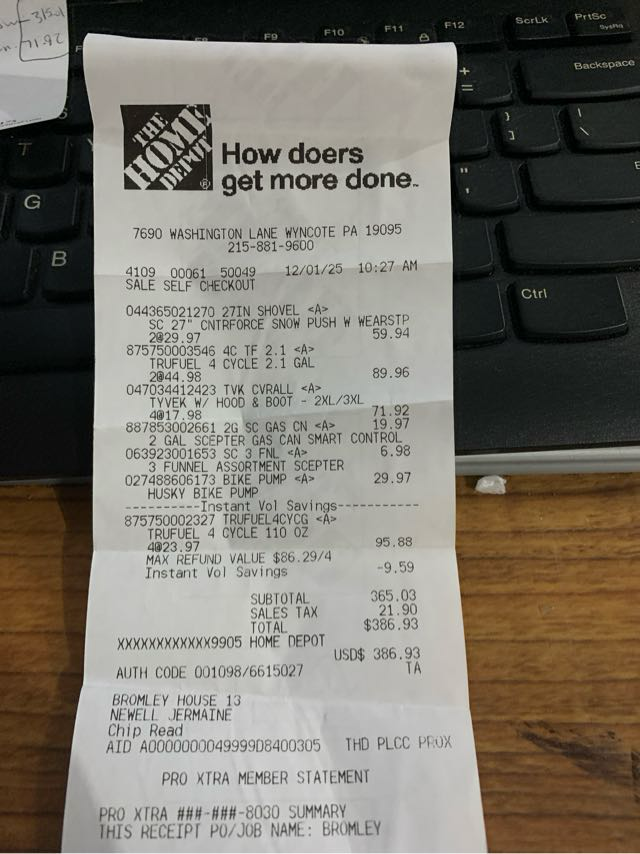 THE
HOME
DEPOT
How doers
get more done.
7690 WASHINGTON LANE WYNCOTE PA 19095
215-881-9600
4109 00061 50049 12/01/25 10:27 AM
SALE SELF CHECKOUT
044365021270 27IN SHOVEL <A>
SC 27" CNTRFORCE SNOW PUSH W WEARSTP
2@29.97 59.94
875750003546 4C TF 2.1 <A>
TRUFUEL 4 CYCLE 2.1 GAL
2@44.98 89.96
047034412423 TVK CVRALL <A>
TYVEK W/ HOOD & BOOT - 2XL/3XL
4@17.98 71.92
887853002661 2G SC GAS CN <A> 19.97
2 GAL SCEPTER GAS CAN SMART CONTROL
063923001653 SC 3 FNL <A> 6.98
3 FUNNEL ASSORTMENT SCEPTER
027488606173 BIKE PUMP <A> 29.97
HUSKY BIKE PUMP
----------Instant Vol Savings----------
875750002327 TRUFUEL4CYCG <A>
TRUFUEL 4 CYCLE 110 OZ
4@23.97 95.88
MAX REFUND VALUE $86.29/4
Instant Vol Savings -9.59
SUBTOTAL 365.03
SALES TAX 21.90
TOTAL $386.93
XXXXXXXXXXXX9905 HOME DEPOT
USD$ 386.93
AUTH CODE 001098/6615027 TA
BROMLEY HOUSE 13
NEWELL JERMAINE
Chip Read
AID A0000000049999D8400305 THD PLCC PROX
PRO XTRA MEMBER STATEMENT
PRO XTRA ###-###-8030 SUMMARY
THIS RECEIPT PO/JOB NAME: BROMLEY
F9
F10
F11
F12
ScrLk
PrtSc
SysRq
Backspace
+
=
}
]
|
\
"
'
T
G
B
Ctrl